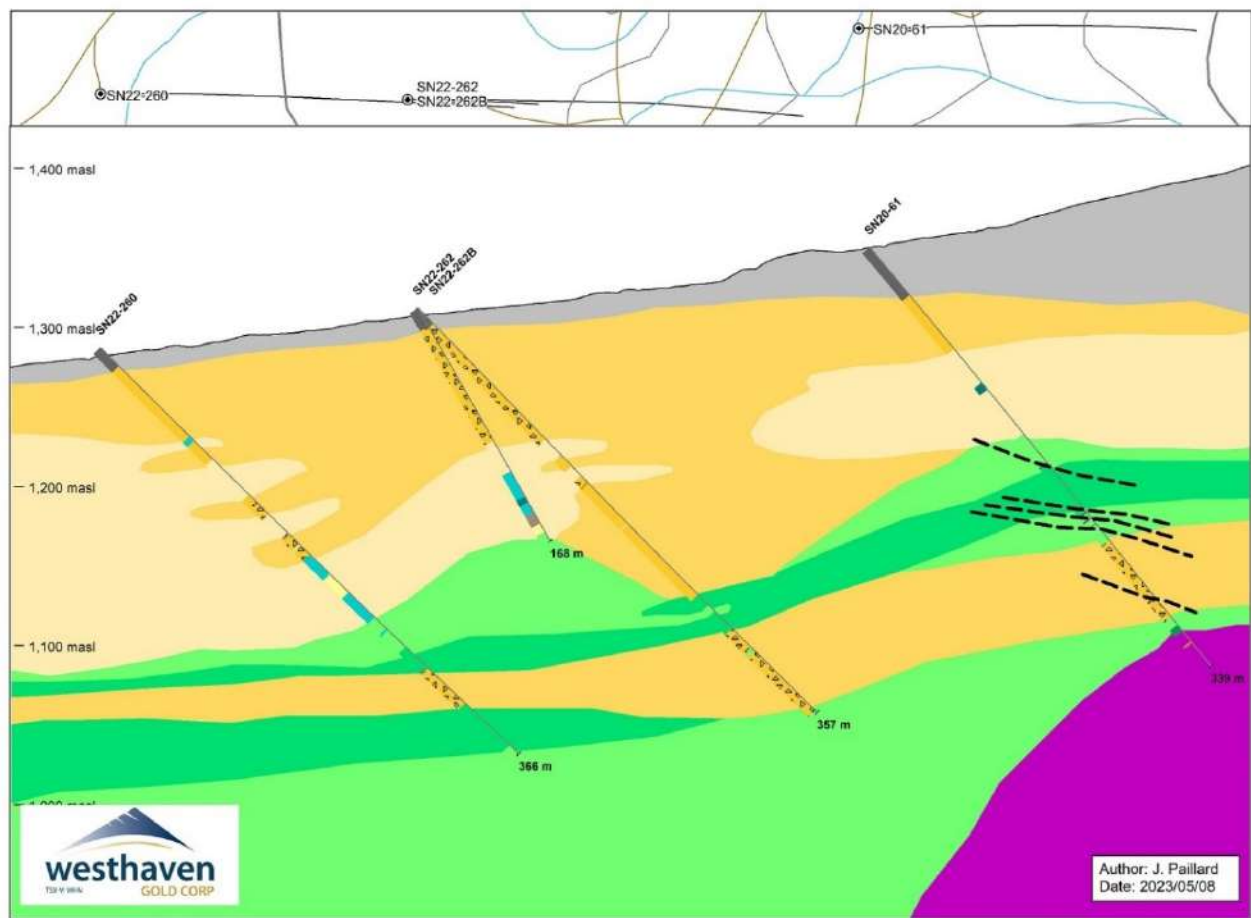 SN20-61
SN22-260
SN22-262
SN22-262B
1,400 masl
SN20-61
SN22-262
SN22-262B
1,300 masl
SN22-260
1,200 masl
168 m
1,100 masl
339 m
357 m
366 m
westhaven
GOLD CORP
Author: J. Paillard
Date: 2023/05/08